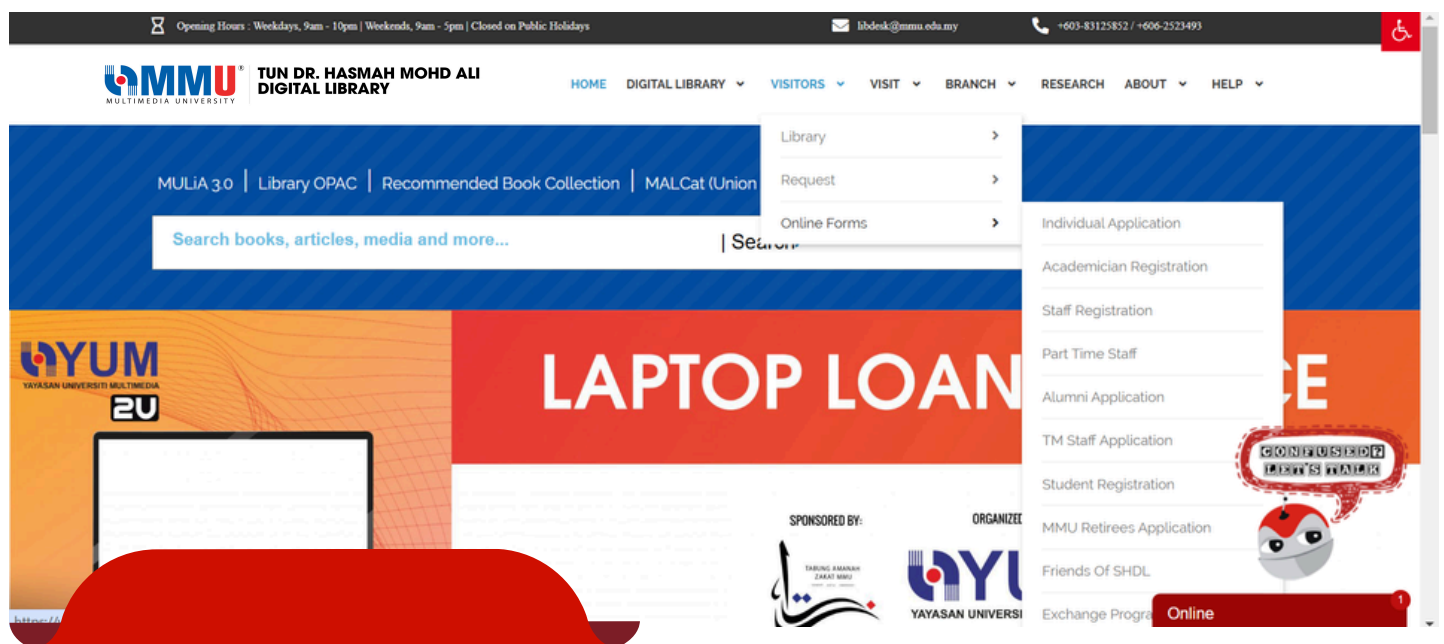 Opening Hours : Weekdays, 9am - 10pm | Weekends, 9am - 5pm | Closed on Public Holidays
libdesk@mmu.edu.my
+603-83125852 / +606-2523493
MMU®
MULTIMEDIA UNIVERSITY
TUN DR. HASMAH MOHD ALI
DIGITAL LIBRARY
HOME DIGITAL LIBRARY VISITORS VISIT BRANCH RESEARCH ABOUT HELP
Library
Request
Online Forms
MULiA 3.0 | Library OPAC | Recommended Book Collection | MALCat (Union
Search books, articles, media and more...
| Search
Individual Application
Academician Registration
Staff Registration
Part Time Staff
Alumni Application
TM Staff Application
Student Registration
MMU Retirees Application
Friends Of SHDL
Exchange Progra
YUM
YAYASAN UNIVERSITI MULTIMEDIA
2U
LAPTOP LOAN
CE
SPONSORED BY:
TABUNG AMANAH
ZAKAT MMU
ORGANIZED
YU
YAYASAN UNIVERSI
CONFUSED?
LET'S TALK
Online
1